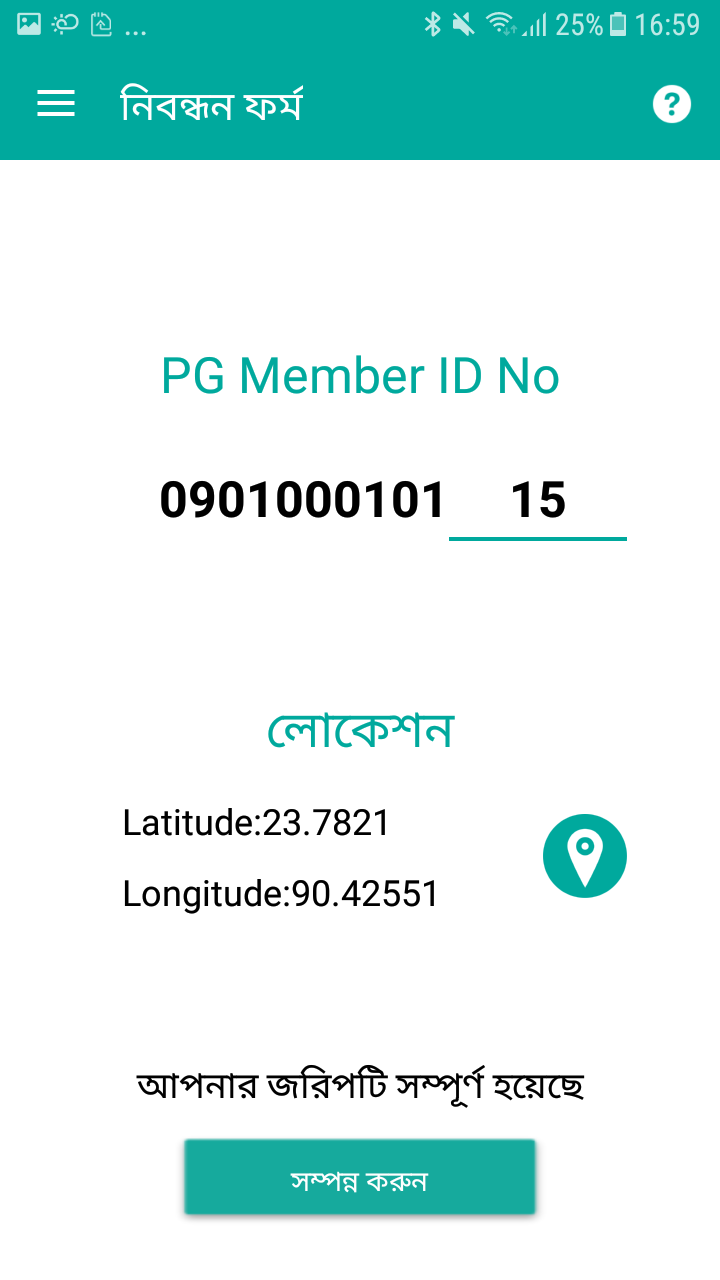 ... 25% 16:59
নিবন্ধন ফর্ম ?
PG Member ID No
0901000101 15
লোকেশন
Latitude:23.7821
Longitude:90.42551
আপনার জরিপটি সম্পূর্ণ হয়েছে
সম্পন্ন করুন